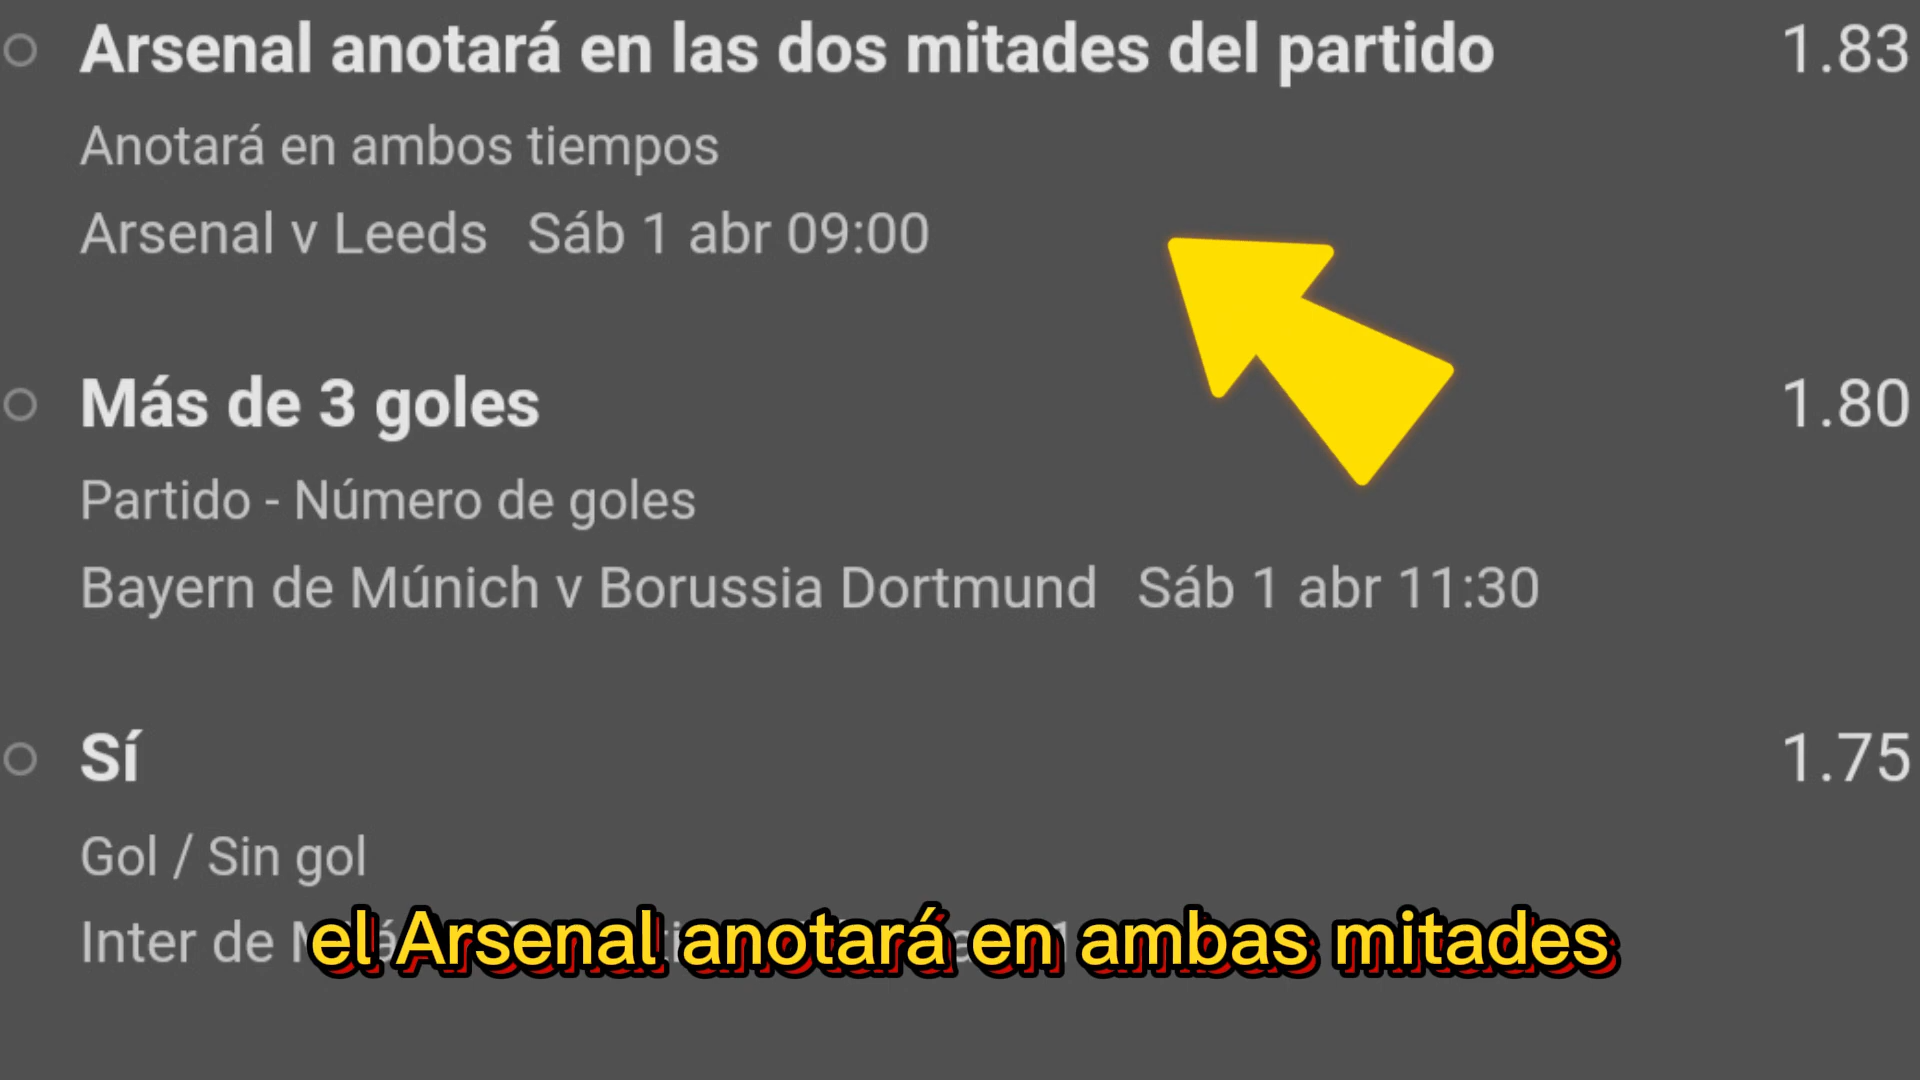 Arsenal anotará en las dos mitades del partido 1.83
Anotará en ambos tiempos
Arsenal v Leeds Sáb 1 abr 09:00
Más de 3 goles 1.80
Partido - Número de goles
Bayern de Múnich v Borussia Dortmund Sáb 1 abr 11:30
Sí 1.75
Gol / Sin gol
Inter de
el Arsenal anotará en ambas mitades